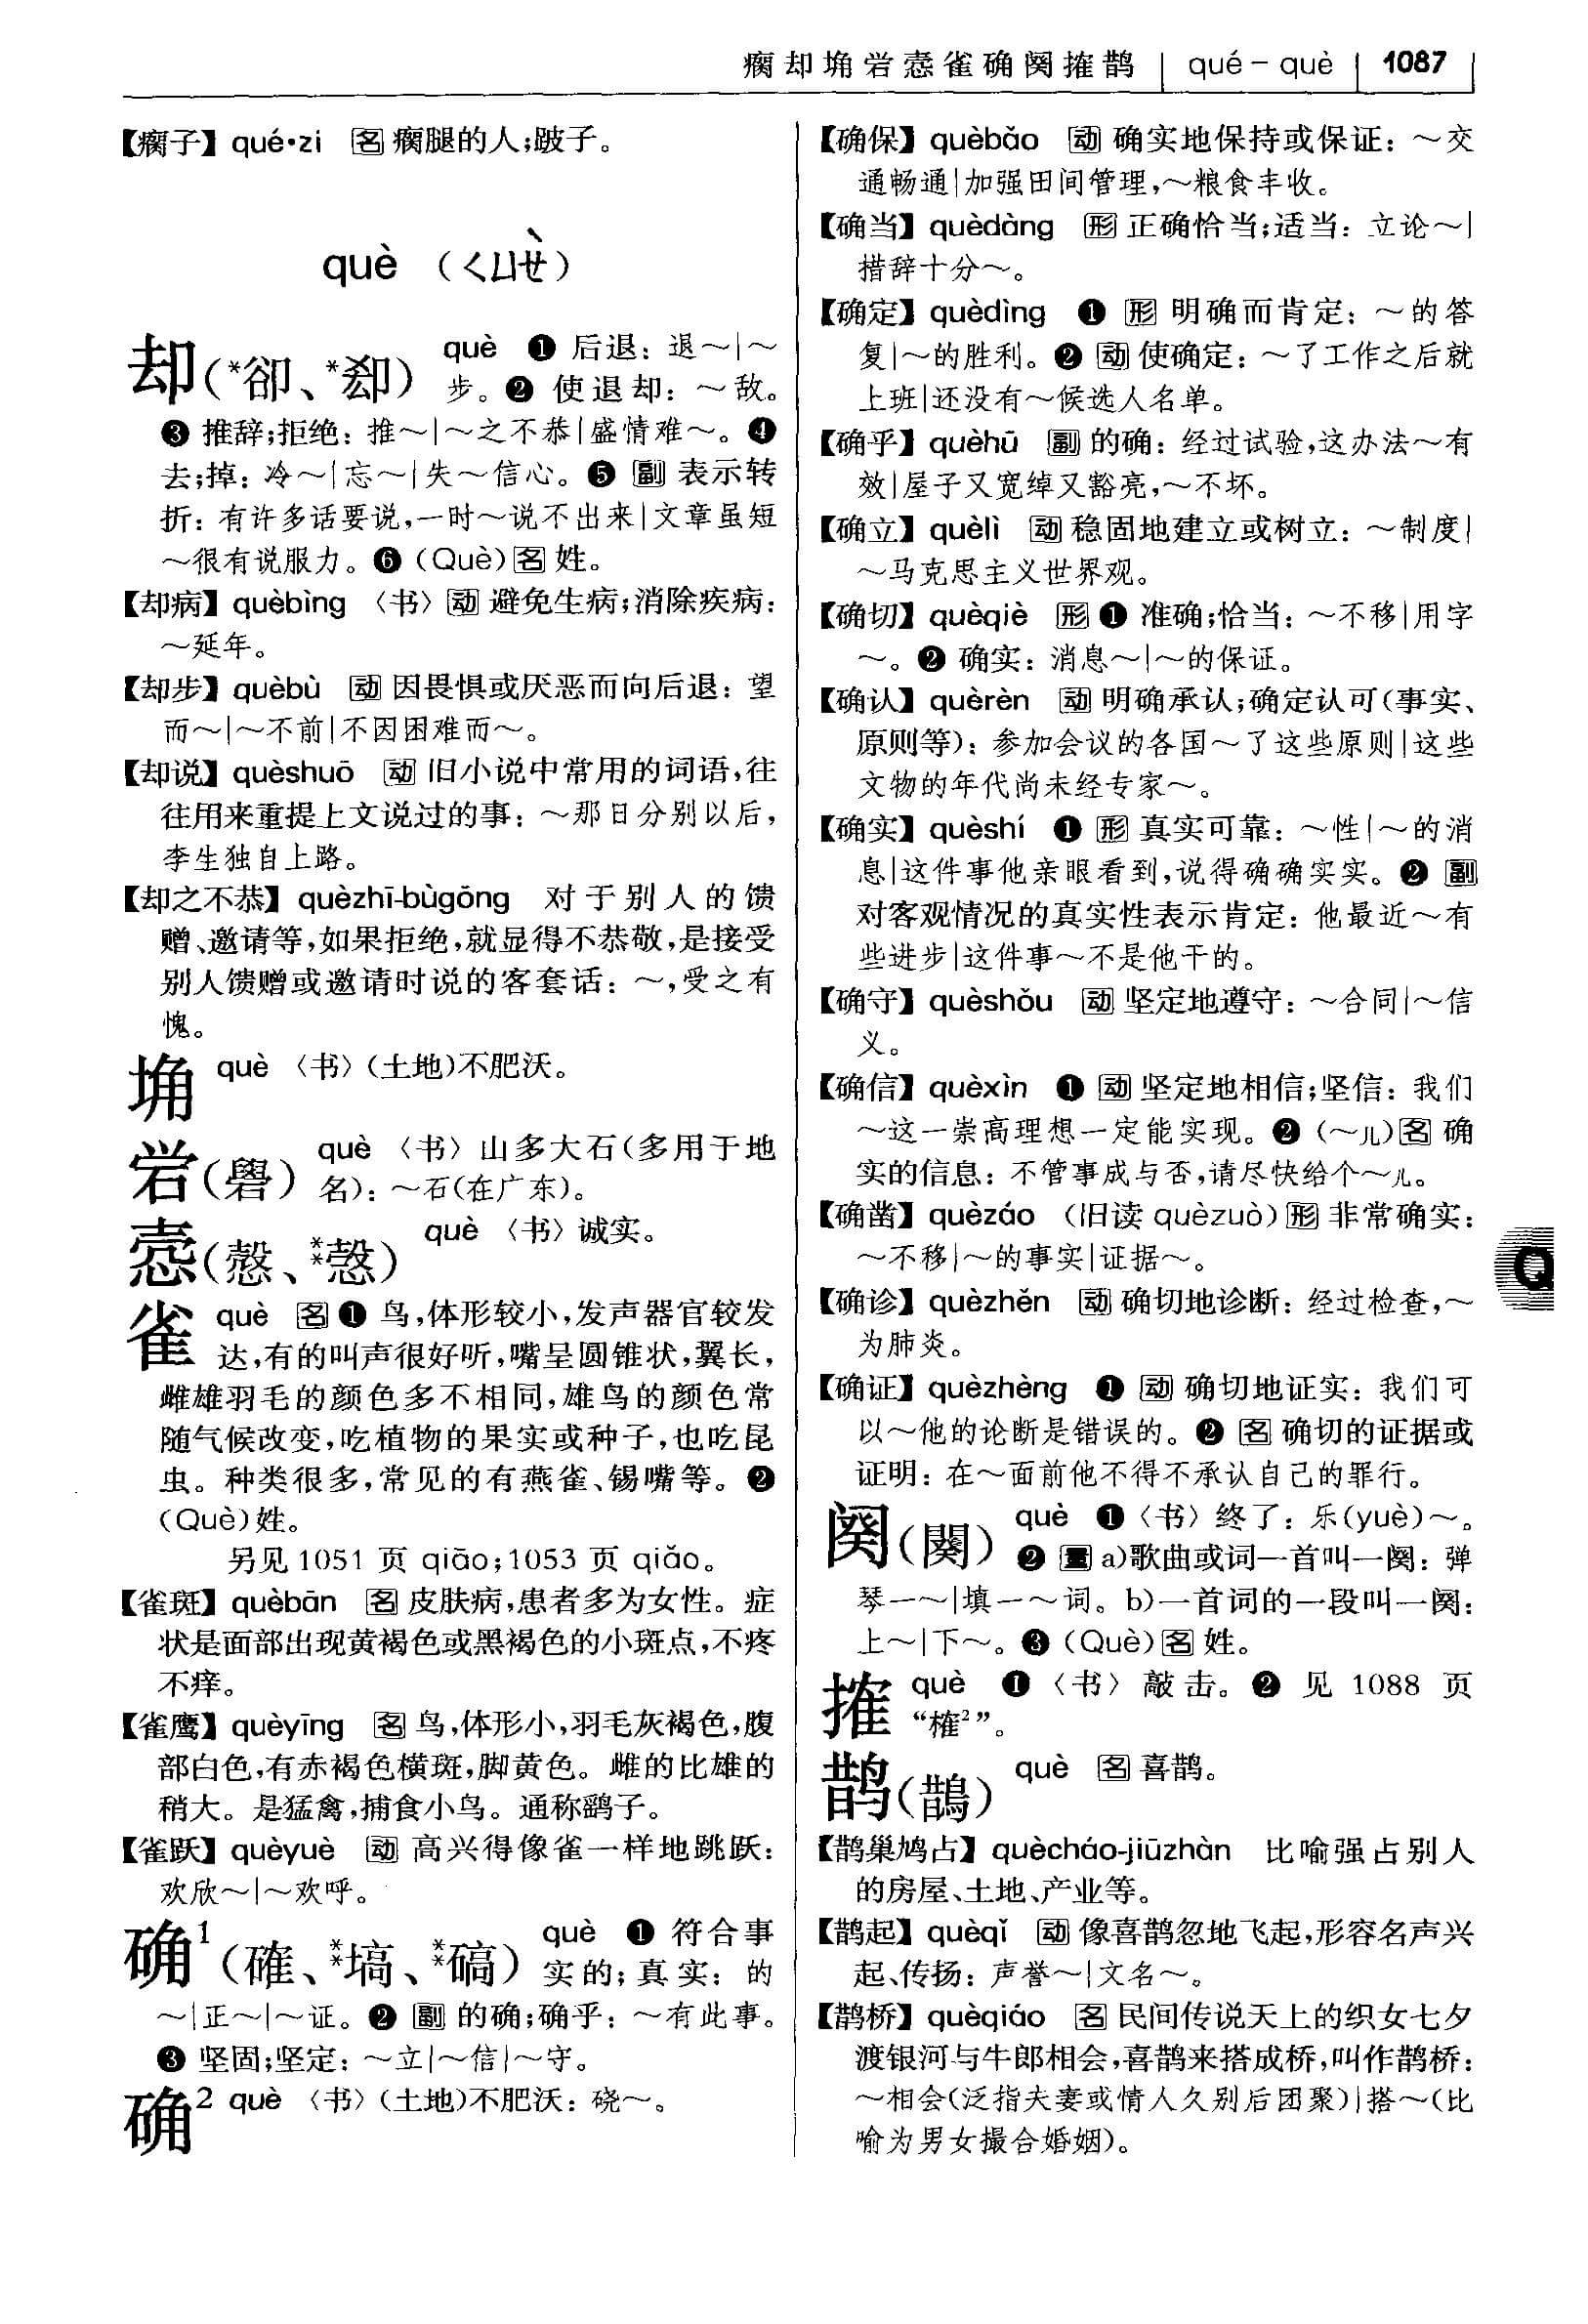 瘸却埆礐悫雀确阕搉鹊 qué－què 1087
【瘸子】qué·zi 名 瘸腿的人;跛子。
què （ㄑㄩㄝˋ）
却(*卻、*郄) què ❶ 后退：退～|～
步。❷ 使退却：～敌。
❸ 推辞;拒绝：推～|～之不恭|盛情难～。❹
去;掉：冷～|忘～|失～信心。❺ 副 表示转
折：有许多话要说,一时～说不出来|文章虽短
～很有说服力。❻（Què）名 姓。
【却病】quèbìng 〈书〉动 避免生病;消除疾病：
～延年。
【却步】quèbù 动 因畏惧或厌恶而向后退：望
而～|～不前|不因困难而～。
【却说】quèshuō 动 旧小说中常用的词语,往
往用来重提上文说过的事：～那日分别以后,
李生独自上路。
【却之不恭】quèzhī-bùgōng 对于别人的馈
赠、邀请等,如果拒绝,就显得不恭敬,是接受
别人馈赠或邀请时说的客套话：～,受之有
愧。
埆 què 〈书〉(土地)不肥沃。
(礐) què 〈书〉山多大石(多用于地
名)：～石(在广东)。
悫(慤、**愨) què 〈书〉诚实。
雀 què 名 ❶ 鸟,体形较小,发声器官较发
达,有的叫声很好听,嘴呈圆锥状,翼长,
雌雄羽毛的颜色多不相同,雄鸟的颜色常
随气候改变,吃植物的果实或种子,也吃昆
虫。种类很多,常见的有燕雀、锡嘴等。❷
（Què）姓。
另见 1051 页 qiāo;1053 页 qiǎo。
【雀斑】quèbān 名 皮肤病,患者多为女性。症
状是面部出现黄褐色或黑褐色的小斑点,不疼
不痒。
【雀鹰】quèyīng 名 鸟,体形小,羽毛灰褐色,腹
部白色,有赤褐色横斑,脚黄色。雌的比雄的
稍大。是猛禽,捕食小鸟。通称鹞子。
【雀跃】quèyuè 动 高兴得像雀一样地跳跃：
欢欣～|～欢呼。
确¹(確、**塙、**碻) què ❶ 符合事
实的;真实：的
～|正～|～证。❷ 副 的确;确乎：～有此事。
❸ 坚固;坚定：～立|～信|～守。
确² què 〈书〉(土地)不肥沃：硗～。
【确保】quèbǎo 动 确实地保持或保证：～交
通畅通|加强田间管理,～粮食丰收。
【确当】quèdàng 形 正确恰当;适当：立论～|
措辞十分～。
【确定】quèdìng ❶ 形 明确而肯定：～的答
复|～的胜利。❷ 动 使确定：～了工作之后就
上班|还没有～候选人名单。
【确乎】quèhū 副 的确：经过试验,这办法～有
效|屋子又宽绰又豁亮,～不坏。
【确立】quèlì 动 稳固地建立或树立：～制度|
～马克思主义世界观。
【确切】quèqiè 形 ❶ 准确;恰当：～不移|用字
～。❷ 确实：消息～|～的保证。
【确认】quèrèn 动 明确承认;确定认可(事实、
原则等)：参加会议的各国～了这些原则|这些
文物的年代尚未经专家～。
【确实】quèshí ❶ 形 真实可靠：～性|～的消
息|这件事他亲眼看到,说得确确实实。❷ 副
对客观情况的真实性表示肯定：他最近～有
些进步|这件事～不是他干的。
【确守】quèshǒu 动 坚定地遵守：～合同|～信
义。
【确信】quèxìn ❶ 动 坚定地相信;坚信：我们
～这一崇高理想一定能实现。❷（～儿)名 确
实的信息：不管事成与否,请尽快给个～儿。
【确凿】quèzáo （旧读 quèzuò)形 非常确实：
～不移|～的事实|证据～。
【确诊】quèzhěn 动 确切地诊断：经过检查,～
为肺炎。
【确证】quèzhèng ❶ 动 确切地证实：我们可
以～他的论断是错误的。❷ 名 确切的证据或
证明：在～面前他不得不承认自己的罪行。
阕(闋) què ❶〈书〉终了：乐(yuè)～。
❷ 量 a)歌曲或词一首叫一阕：弹
琴一～|填一～词。b)一首词的一段叫一阕：
上～|下～。❸（Què）名 姓。
搉 què ❶〈书〉敲击。❷ 见 1088 页
“榷²”。
鹊(鵲) què 名 喜鹊。
【鹊巢鸠占】quècháo-jiūzhàn 比喻强占别人
的房屋、土地、产业等。
【鹊起】quèqǐ 动 像喜鹊忽地飞起,形容名声兴
起、传扬：声誉～|文名～。
【鹊桥】quèqiáo 名 民间传说天上的织女七夕
渡银河与牛郎相会,喜鹊来搭成桥,叫作鹊桥：
～相会(泛指夫妻或情人久别后团聚)|搭～(比
喻为男女撮合婚姻)。
Q